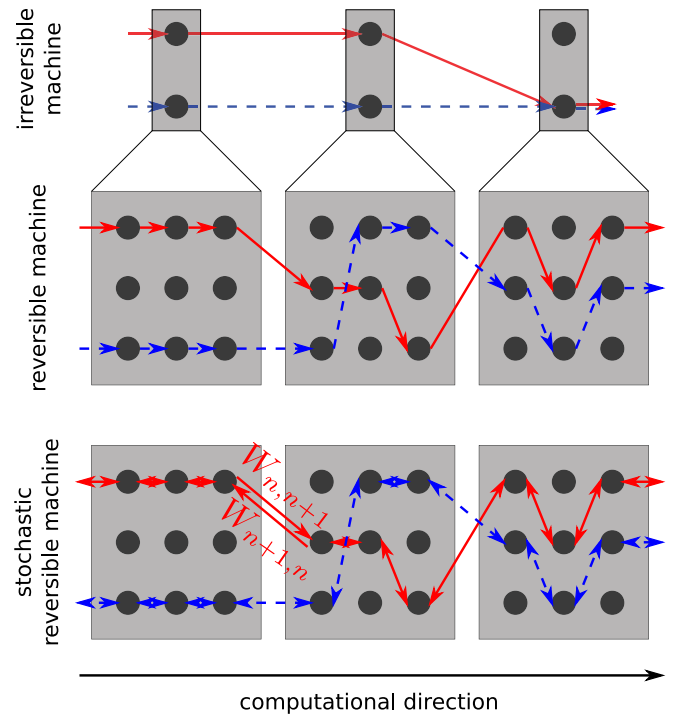 irreversible
machine
reversible machine
W_{n,n+1}
W_{n+1,n}
stochastic
reversible machine
computational direction